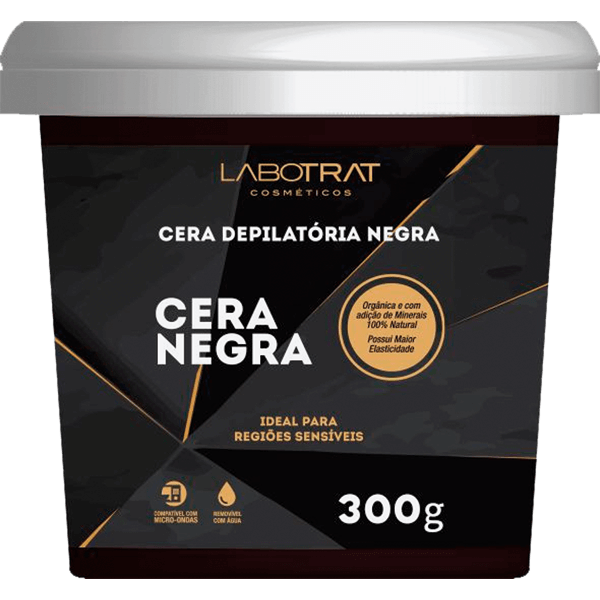 LABOTRAT
COSMÉTICOS
CERA DEPILATÓRIA NEGRA
CERA
NEGRA
Orgânica e com
adição de Minerais
100% Natural
Possui Maior
Elasticidade
IDEAL PARA
REGIÕES SENSÍVEIS
COMPATÍVEL COM
MICRO-ONDAS
REMOVÍVEL
COM ÁGUA
300g